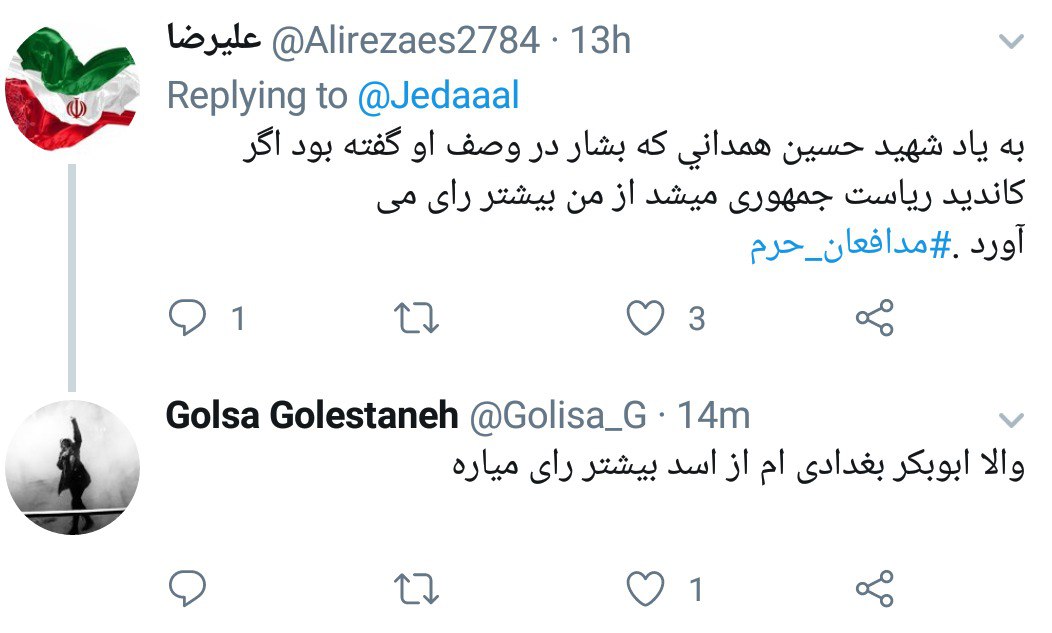 علیرضا @Alirezaes2784 · 13h
Replying to @Jedaaal
به یاد شهید حسین همداني که بشار در وصف او گفته بود اگر
کاندید ریاست جمهوری میشد از من بیشتر رای می
آورد .#مدافعان_حرم
1 3
Golsa Golestaneh @Golisa_G · 14m
والا ابوبکر بغدادی ام از اسد بیشتر رای میاره
1